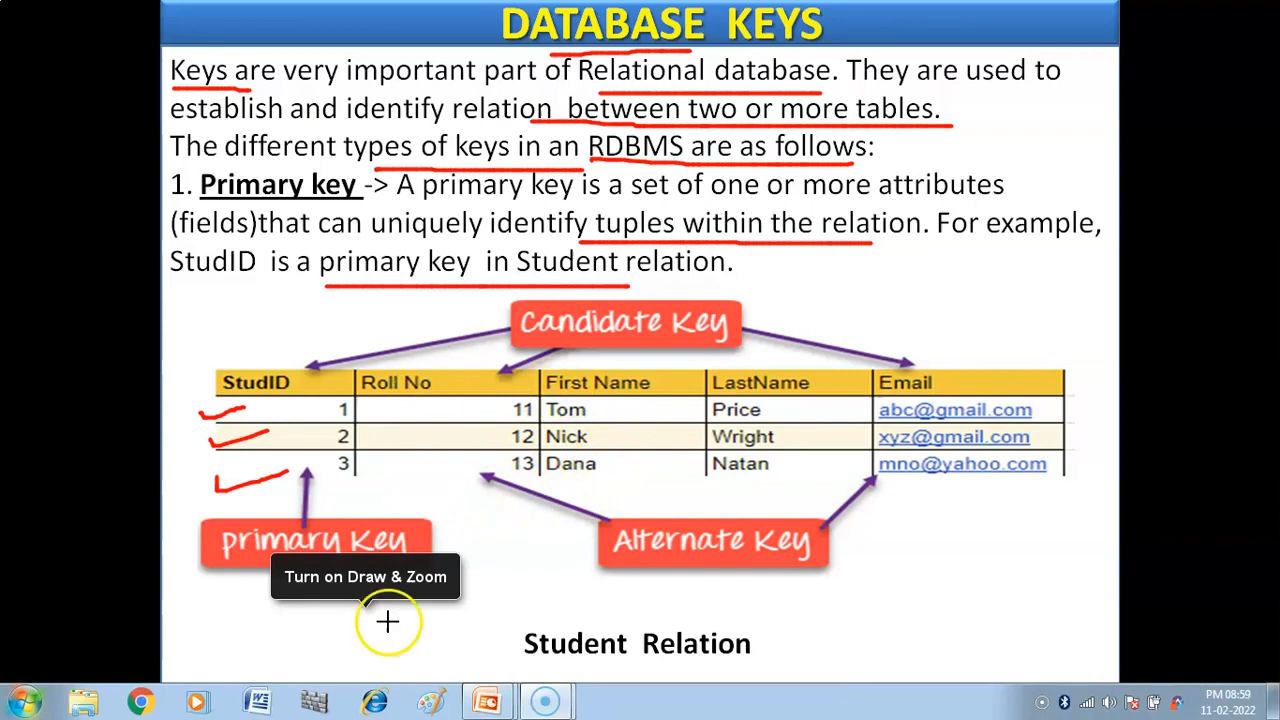 DATABASE KEYS
Keys are very important part of Relational database. They are used to
establish and identify relation between two or more tables.
The different types of keys in an RDBMS are as follows:
1. Primary key -> A primary key is a set of one or more attributes
(fields)that can uniquely identify tuples within the relation. For example,
StudID is a primary key in Student relation.
Candidate Key
StudID Roll No First Name LastName Email
1 11 Tom Price abc@gmail.com
2 12 Nick Wright xyz@gmail.com
3 13 Dana Natan mno@yahoo.com
primary Key Alternate Key
Turn on Draw & Zoom
Student Relation
PM 08:59
11-02-2022